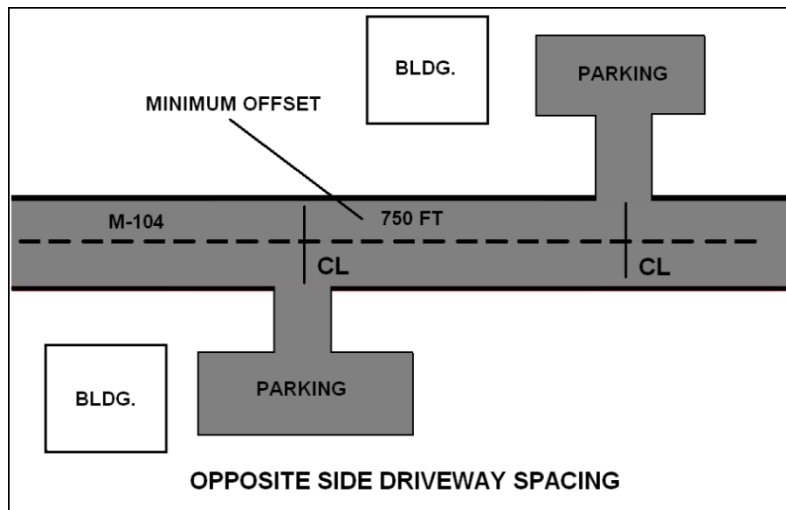 BLDG.
PARKING
MINIMUM OFFSET
M-104
750 FT
CL
CL
BLDG.
PARKING
OPPOSITE SIDE DRIVEWAY SPACING